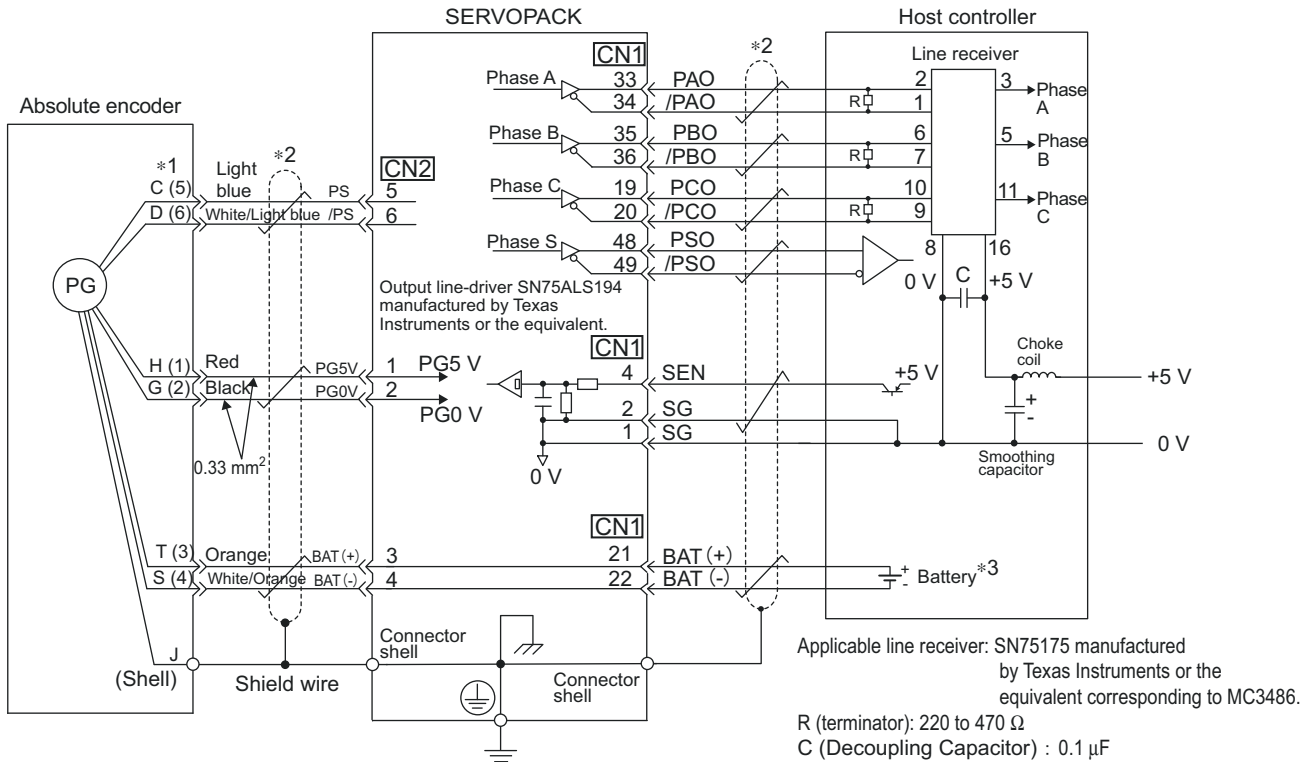 SERVOPACK
Host controller
Absolute encoder
*1
C (5)
D (6)
PG
H (1)
G (2)
T (3)
S (4)
J
(Shell)
*2
Light
blue
PS
White/Light blue /PS
Red
PG5V
Black
PG0V
0.33 mm2
Orange
BAT (+)
White/Orange BAT (-)
Shield wire
CN2
5
6
1
2
PG5 V
PG0 V
3
4
Connector
shell
Output line-driver SN75ALS194
manufactured by Texas
Instruments or the equivalent.
CN1
Phase A
33
34
Phase B
35
36
Phase C
19
20
Phase S
48
49
CN1
4
2
1
0 V
CN1
21
22
Connector
shell
*2
PAO
/PAO
PBO
/PBO
PCO
/PCO
PSO
/PSO
SEN
SG
SG
BAT (+)
BAT (-)
Line receiver
2
1
R
3
Phase
A
6
7
R
5
Phase
B
10
9
R
11
Phase
C
8
16
0 V
C
+5 V
Choke
coil
+5 V
+5 V
+
-
0 V
Smoothing
capacitor
+
-
Battery*3
Applicable line receiver: SN75175 manufactured
by Texas Instruments or the
equivalent corresponding to MC3486.
R (terminator): 220 to 470 Ω
C (Decoupling Capacitor) : 0.1 μF